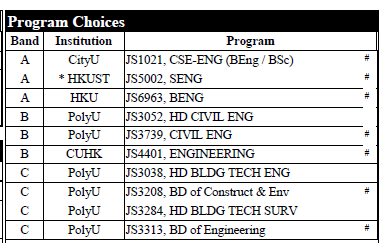 Program Choices
Band Institution Program
A CityU JS1021, CSE-ENG (BEng / BSc) #
A * HKUST JS5002, SENG #
A HKU JS6963, BENG #
B PolyU JS3052, HD CIVIL ENG
B PolyU JS3739, CIVIL ENG #
B CUHK JS4401, ENGINEERING #
C PolyU JS3038, HD BLDG TECH ENG
C PolyU JS3208, BD of Construct & Env #
C PolyU JS3284, HD BLDG TECH SURV
C PolyU JS3313, BD of Engineering #